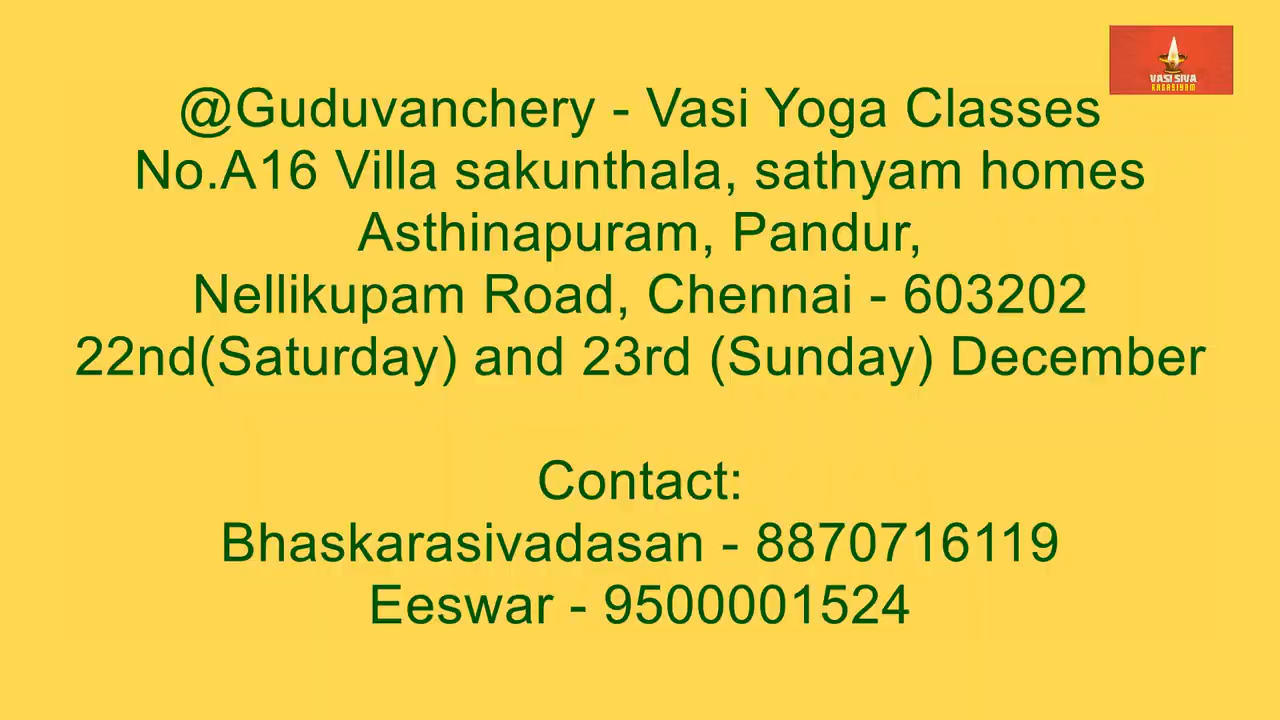 VASI SIVA
RAGASIYAM
@Guduvanchery - Vasi Yoga Classes
No.A16 Villa sakunthala, sathyam homes
Asthinapuram, Pandur,
Nellikupam Road, Chennai - 603202
22nd(Saturday) and 23rd (Sunday) December
Contact:
Bhaskarasivadasan - 8870716119
Eeswar - 9500001524